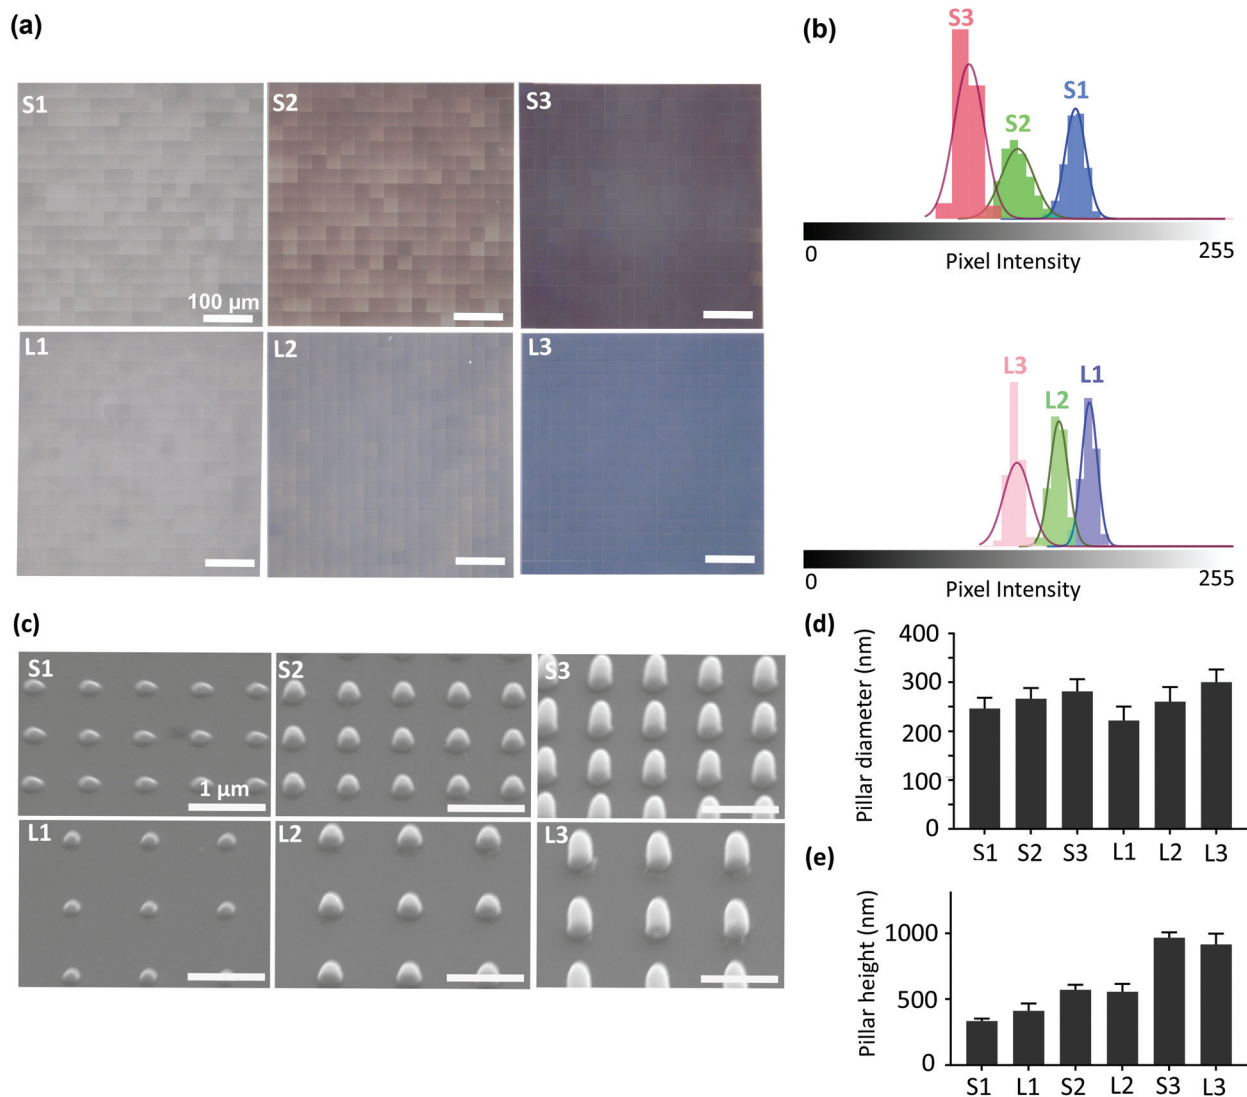 (a)
S1
S2
S3
100 µm
L1
L2
L3
(b)
S3
S2
S1
0
255
Pixel Intensity
L3
L2
L1
0
255
Pixel Intensity
(c)
S1
S2
S3
1 µm
L1
L2
L3
(d)
Pillar diameter (nm)
400
300
200
100
0
S1 S2 S3 L1 L2 L3
(e)
Pillar height (nm)
1000
500
0
S1 L1 S2 L2 S3 L3